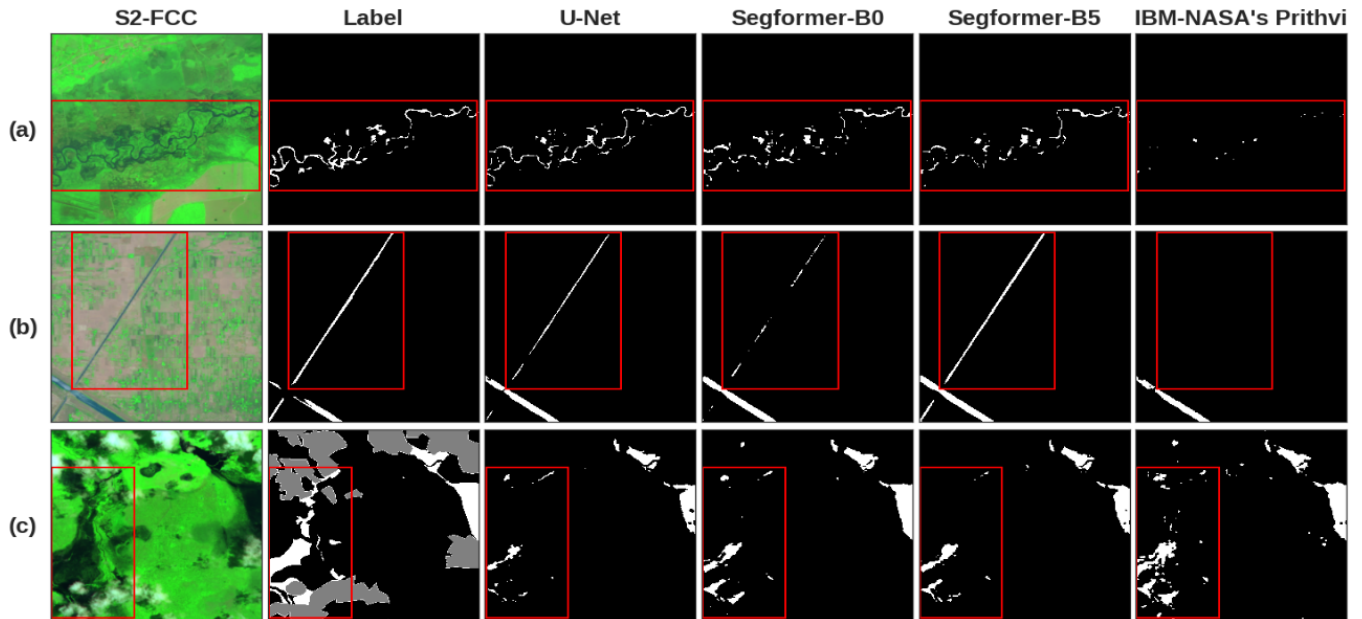 S2-FCC Label U-Net Segformer-B0 Segformer-B5 IBM-NASA's Prithvi
(a)
(b)
(c)